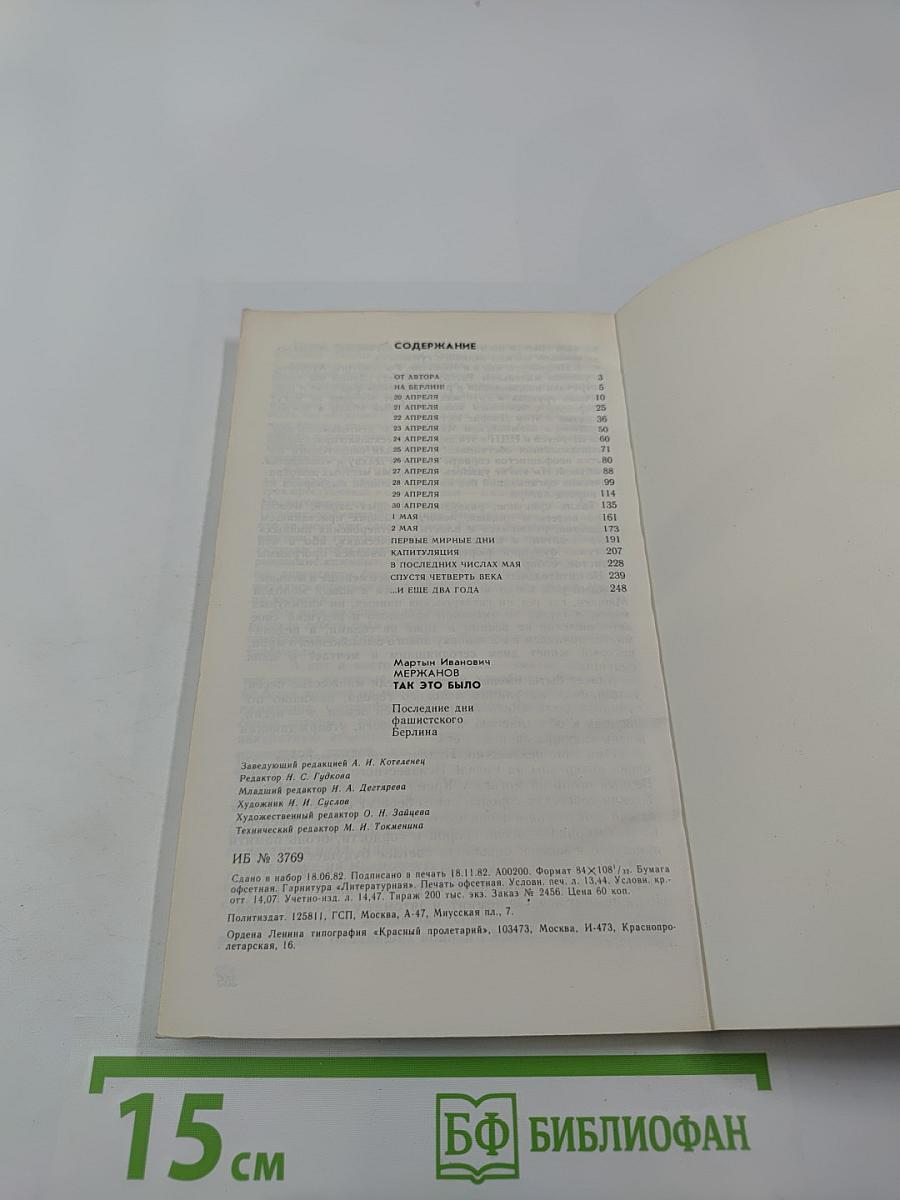 СОДЕРЖАНИЕ
ОТ АВТОРА 3
НА БЕРЛИН! 5
20 АПРЕЛЯ 10
21 АПРЕЛЯ 25
22 АПРЕЛЯ 36
23 АПРЕЛЯ 50
24 АПРЕЛЯ 60
25 АПРЕЛЯ 71
26 АПРЕЛЯ 80
27 АПРЕЛЯ 88
28 АПРЕЛЯ 99
29 АПРЕЛЯ 114
30 АПРЕЛЯ 135
1 МАЯ 161
2 МАЯ 173
ПЕРВЫЕ МИРНЫЕ ДНИ 191
КАПИТУЛЯЦИЯ 207
В ПОСЛЕДНИХ ЧИСЛАХ МАЯ 228
СПУСТЯ ЧЕТВЕРТЬ ВЕКА 239
...И ЕЩЕ ДВА ГОДА 248
Мартын Иванович
МЕРЖАНОВ
ТАК ЭТО БЫЛО
Последние дни
фашистского
Берлина
Заведующий редакцией А. И. Котеленец
Редактор Н. С. Гудкова
Младший редактор Н. А. Дегтярева
Художник И. И. Суслов
Художественный редактор О. Н. Зайцева
Технический редактор М. И. Токменина
ИБ № 3769
Сдано в набор 18.06.82. Подписано в печать 18.11.82. А00200. Формат 84×108¹/₃₂. Бумага
офсетная. Гарнитура «Литературная». Печать офсетная. Условн. печ. л. 13,44. Условн. кр.-
отт. 14,07. Учетно-изд. л. 14,47. Тираж 200 тыс. экз. Заказ № 2456. Цена 60 коп.
Политиздат. 125811, ГСП, Москва, А-47, Миусская пл., 7.
Ордена Ленина типография «Красный пролетарий», 103473, Москва, И-473, Краснопро-
летарская, 16.
15 см
БФ БИБЛИОФАН